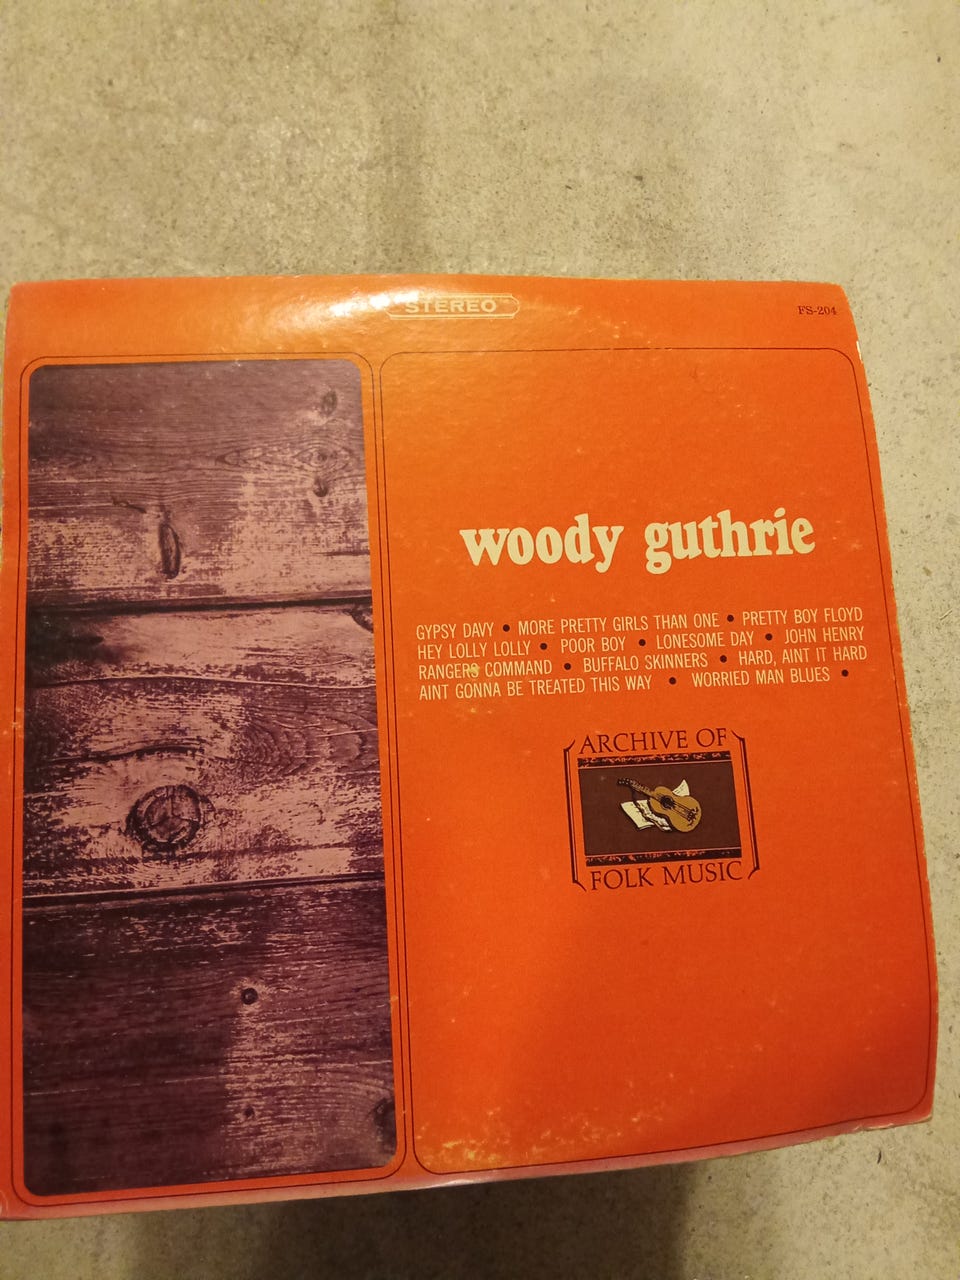 STEREO
FS-204
woody guthrie
GYPSY DAVY • MORE PRETTY GIRLS THAN ONE • PRETTY BOY FLOYD
HEY LOLLY LOLLY • POOR BOY • LONESOME DAY • JOHN HENRY
RANGERS COMMAND • BUFFALO SKINNERS • HARD, AINT IT HARD
AINT GONNA BE TREATED THIS WAY • WORRIED MAN BLUES •
ARCHIVE OF
FOLK MUSIC